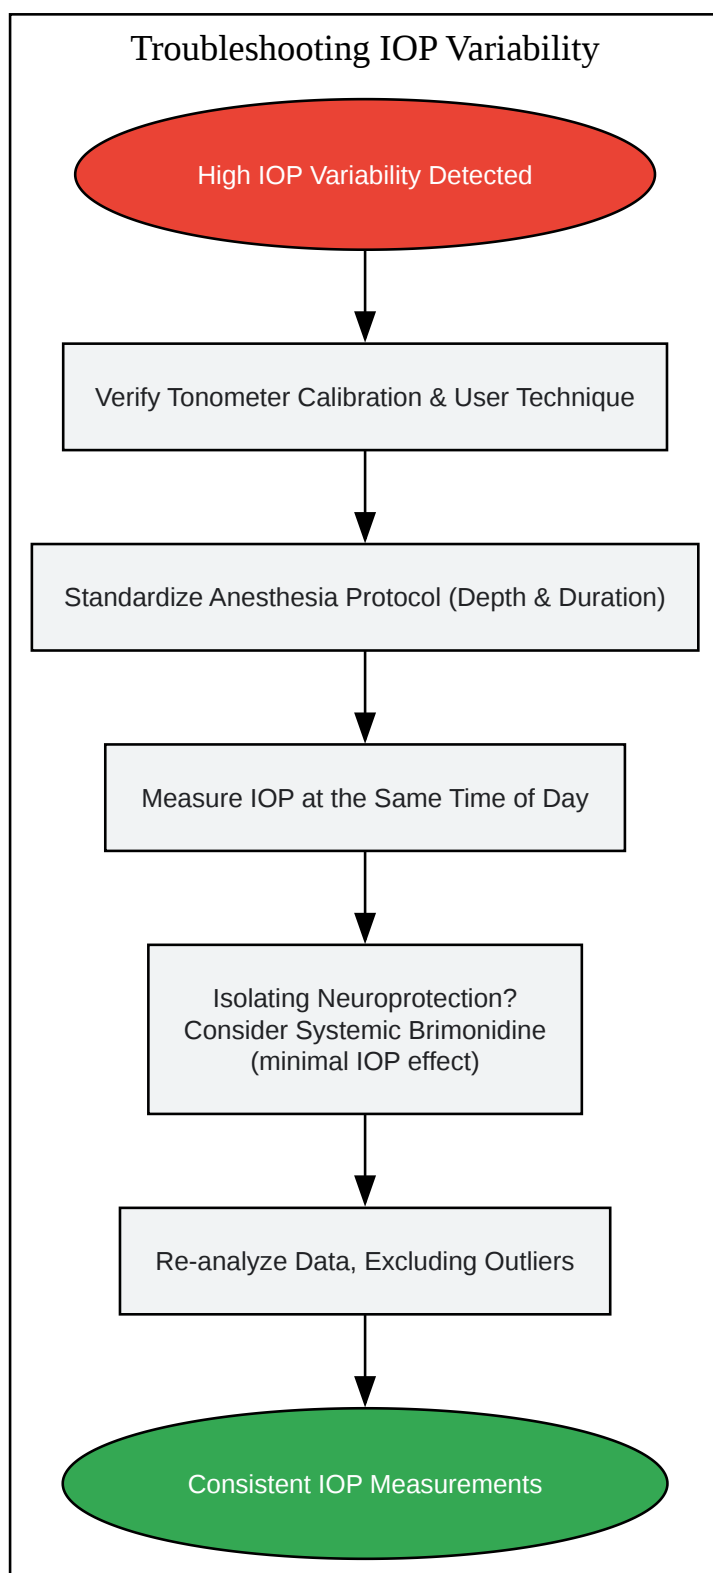 Troubleshooting IOP Variability
High IOP Variability Detected
Verify Tonometer Calibration & User Technique
Standardize Anesthesia Protocol (Depth & Duration)
Measure IOP at the Same Time of Day
Isolating Neuroprotection?
Consider Systemic Brimonidine
(minimal IOP effect)
Re-analyze Data, Excluding Outliers
Consistent IOP Measurements